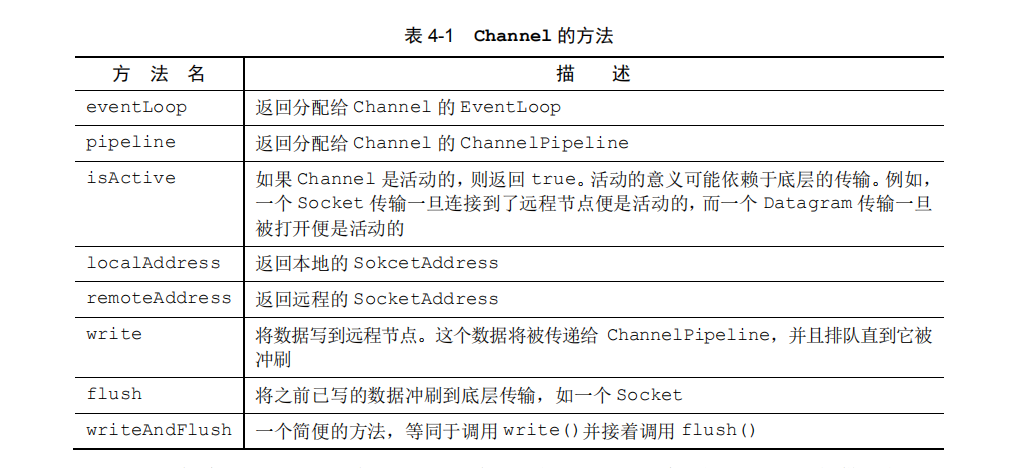 表 4-1 Channel 的方法
方 法 名 描 述
eventLoop 返回分配给 Channel 的 EventLoop
pipeline 返回分配给 Channel 的 ChannelPipeline
isActive 如果 Channel 是活动的，则返回 true。活动的意义可能依赖于底层的传输。例如，
一个 Socket 传输一旦连接到了远程节点便是活动的，而一个 Datagram 传输一旦
被打开便是活动的
localAddress 返回本地的 SokcetAddress
remoteAddress 返回远程的 SocketAddress
write 将数据写到远程节点。这个数据将被传递给 ChannelPipeline，并且排队直到它被
冲刷
flush 将之前已写的数据冲刷到底层传输，如一个 Socket
writeAndFlush 一个简便的方法，等同于调用 write()并接着调用 flush()